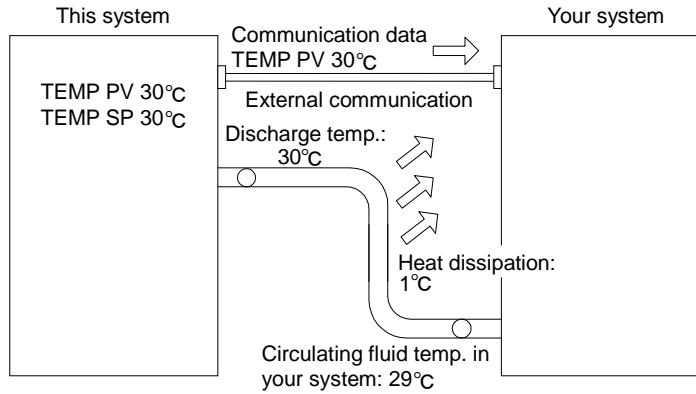 This system
Your system
Communication data
TEMP PV 30°C
External communication
TEMP PV 30°C
TEMP SP 30°C
Discharge temp.:
30°C
Heat dissipation:
1°C
Circulating fluid temp. in
your system: 29°C